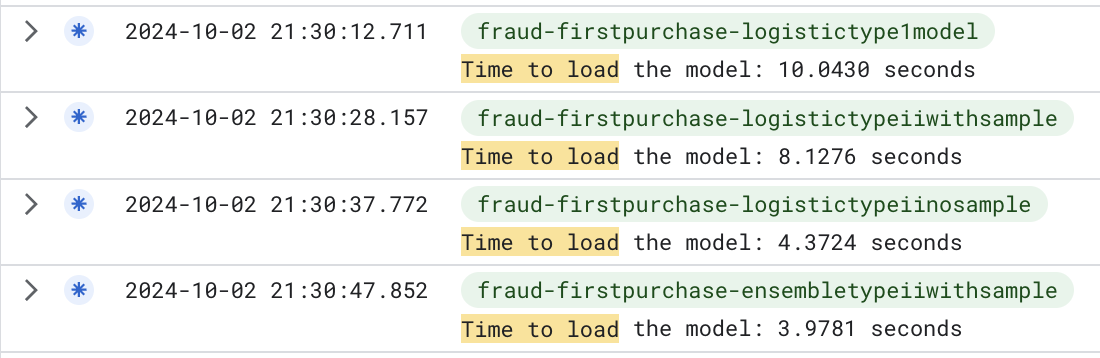 2024-10-02 21:30:12.711 fraud-firstpurchase-logistictype1model
Time to load the model: 10.0430 seconds
2024-10-02 21:30:28.157 fraud-firstpurchase-logistictypeiiwithsample
Time to load the model: 8.1276 seconds
2024-10-02 21:30:37.772 fraud-firstpurchase-logistictypeiinosample
Time to load the model: 4.3724 seconds
2024-10-02 21:30:47.852 fraud-firstpurchase-ensembletypeiiwithsample
Time to load the model: 3.9781 seconds